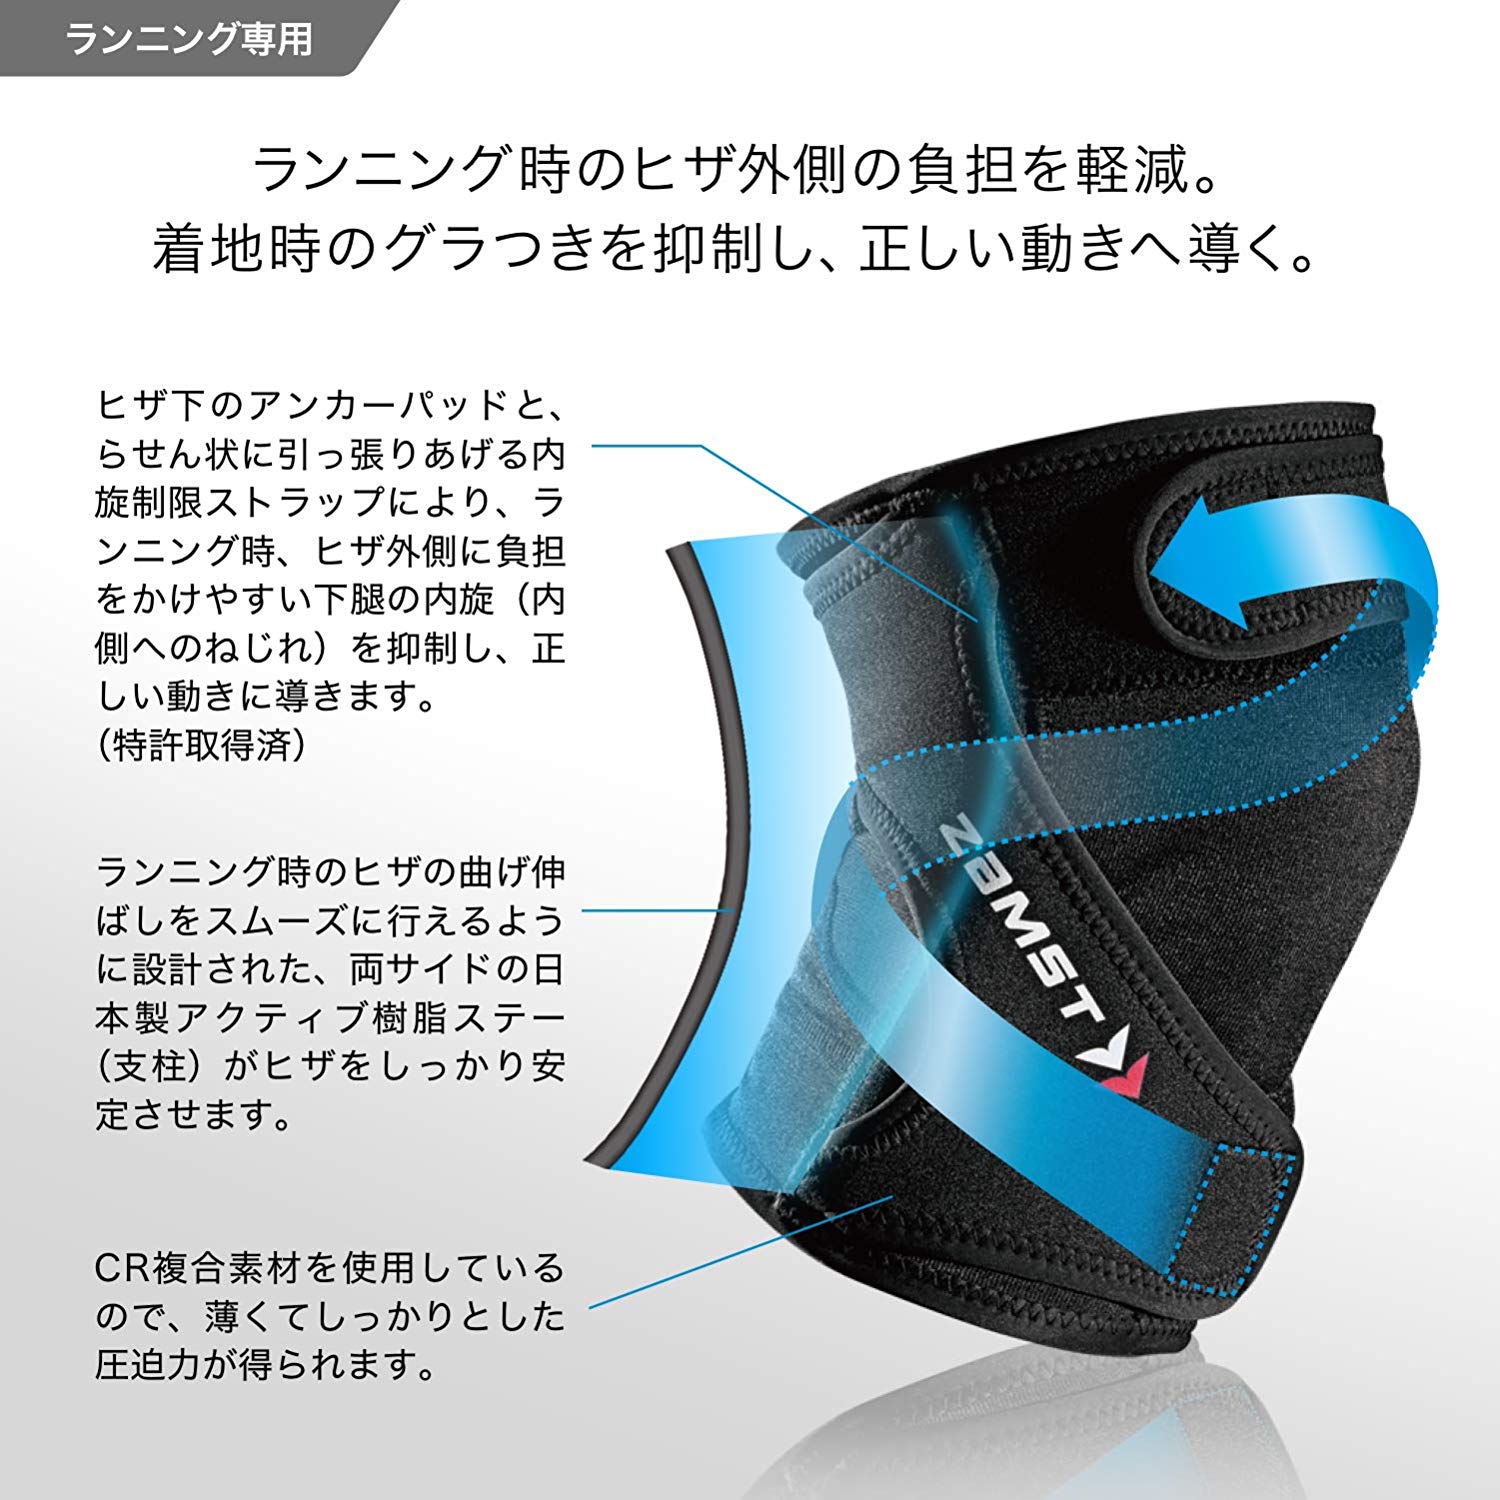 ランニング専用
ランニング時のヒザ外側の負担を軽減。
着地時のグラつきを抑制し、正しい動きへ導く。
ヒザ下のアンカーパッドと、
らせん状に引っ張りあげる内
旋制限ストラップにより、ラ
ンニング時、ヒザ外側に負担
をかけやすい下腿の内旋（内
側へのねじれ）を抑制し、正
しい動きに導きます。
（特許取得済）
ランニング時のヒザの曲げ伸
ばしをスムーズに行えるよう
に設計された、両サイドの日
本製アクティブ樹脂ステー
（支柱）がヒザをしっかり安
定させます。
CR複合素材を使用している
ので、薄くてしっかりとした
圧迫力が得られます。
ZAMST